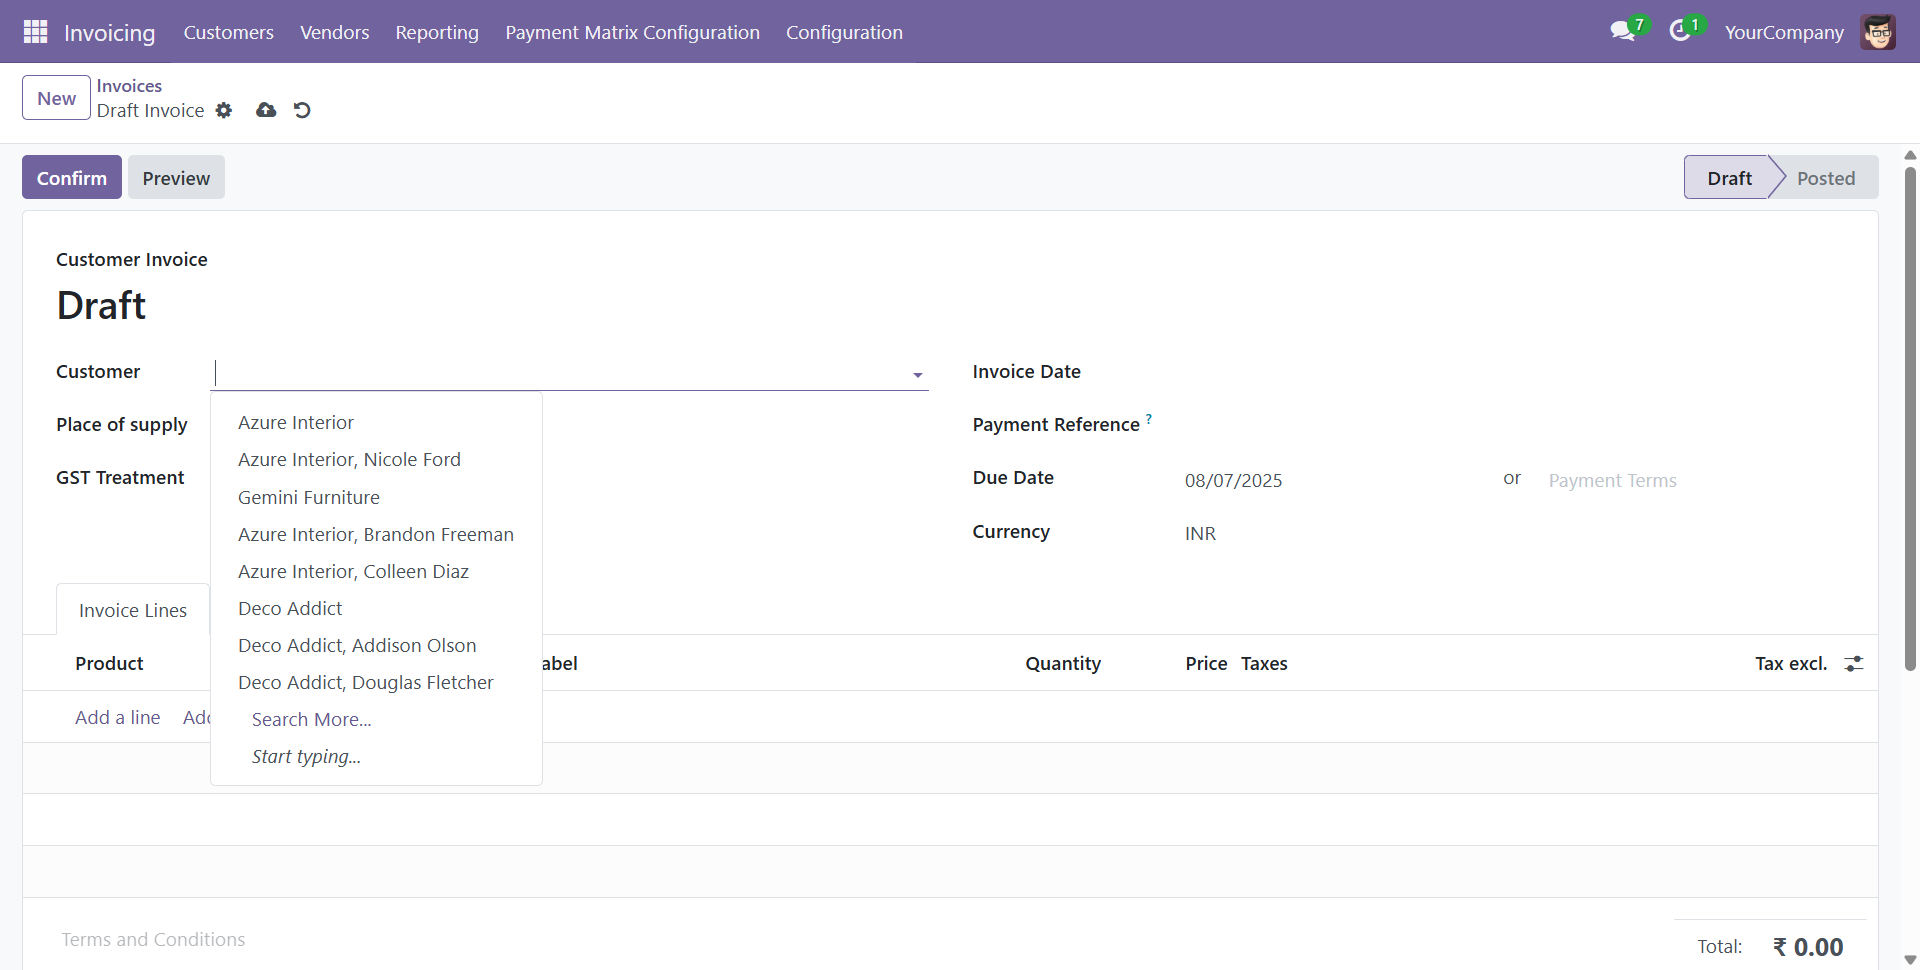 Invoicing Customers Vendors Reporting Payment Matrix Configuration Configuration 7 1 YourCompany
New Invoices
Draft Invoice
Confirm Preview Draft Posted
Customer Invoice
Draft
Customer Invoice Date
Azure Interior
Place of supply Payment Reference ?
Azure Interior, Nicole Ford
GST Treatment Due Date 08/07/2025 or Payment Terms
Gemini Furniture
Azure Interior, Brandon Freeman Currency INR
Azure Interior, Colleen Diaz
Deco Addict
Invoice Lines
Deco Addict, Addison Olson
Product abel Quantity Price Taxes Tax excl.
Deco Addict, Douglas Fletcher
Add a line Add
Search More...
Start typing...
Terms and Conditions
Total: ₹ 0.00